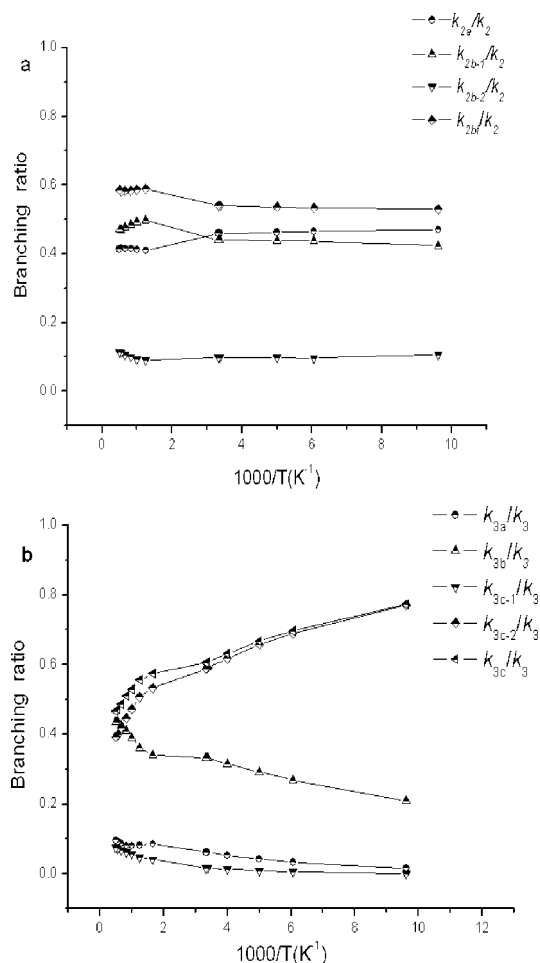 a
k2a/k2
k2b-1/k2
k2b-2/k2
k2bf/k2
Branching ratio
1.0
0.8
0.6
0.4
0.2
0.0
0 2 4 6 8 10
1000/T(K-1)
b
k3a/k3
k3b/k3
k3c-1/k3
k3c-2/k3
k3c/k3
Branching ratio
1.0
0.8
0.6
0.4
0.2
0.0
0 2 4 6 8 10 12
1000/T(K-1)